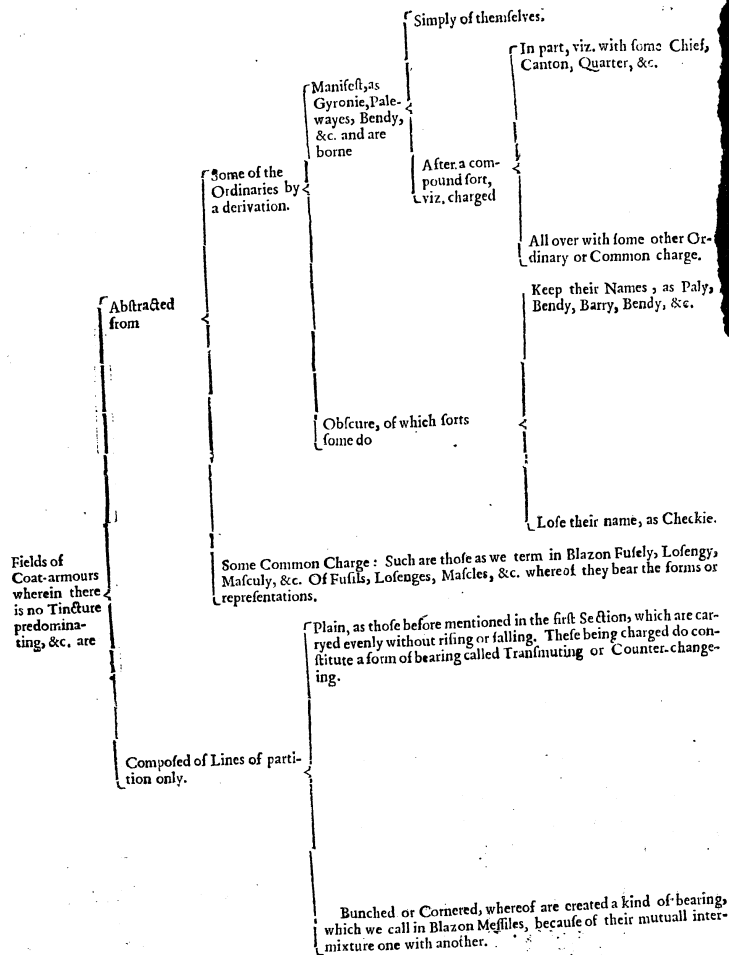 Simply of themſelves.
In part, viz. with ſome Chief,
Canton, Quarter, &c.
Manifeſt, as
Gyronie, Pale-
wayes, Bendy,
&c. and are
borne
After a com-
pound ſort,
viz. charged
All over with ſome other Or-
dinary or Common charge.
Some of the
Ordinaries by
a derivation.
Keep their Names, as Paly,
Bendy, Barry, Bendy, &c.
Abſtracted
from
Obſcure, of which ſorts
ſome do
Loſe their name, as Checkie.
Some Common Charge: Such are thoſe as we term in Blazon Fuſely, Loſengy,
Maſculy, &c. Of Fuſils, Loſenges, Maſcles, &c. whereof they bear the forms or
repreſentations.
Fields of
Coat-armours
wherein there
is no Tincture
predomina-
ting, &c. are
Plain, as thoſe before mentioned in the firſt Section, which are car-
ryed evenly without riſing or falling. Theſe being charged do con-
ſtitute a form of bearing called Tranſmuting or Counter-change-
ing.
Compoſed of Lines of parti-
tion only.
Bunched or Cornered, whereof are created a kind of bearing,
which we call in Blazon Meſſiles, becauſe of their mutuall inter-
mixture one with another.